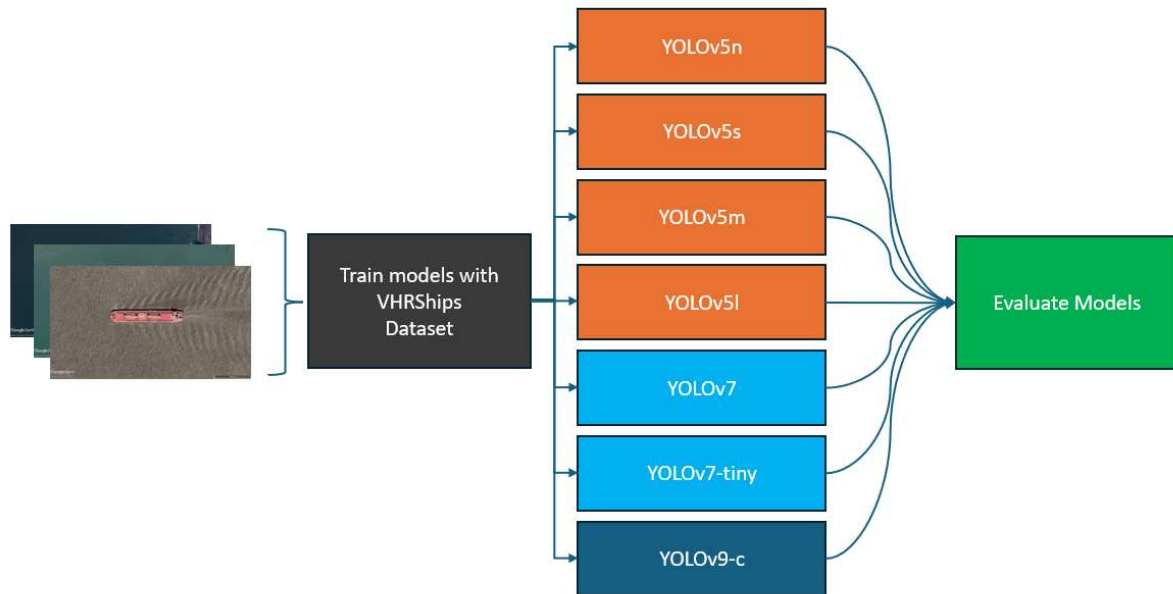 YOLOv5n
YOLOv5s
YOLOv5m
Train models with
VHRShips
Dataset
YOLOv5l
Evaluate Models
YOLOv7
YOLOv7-tiny
YOLOv9-c